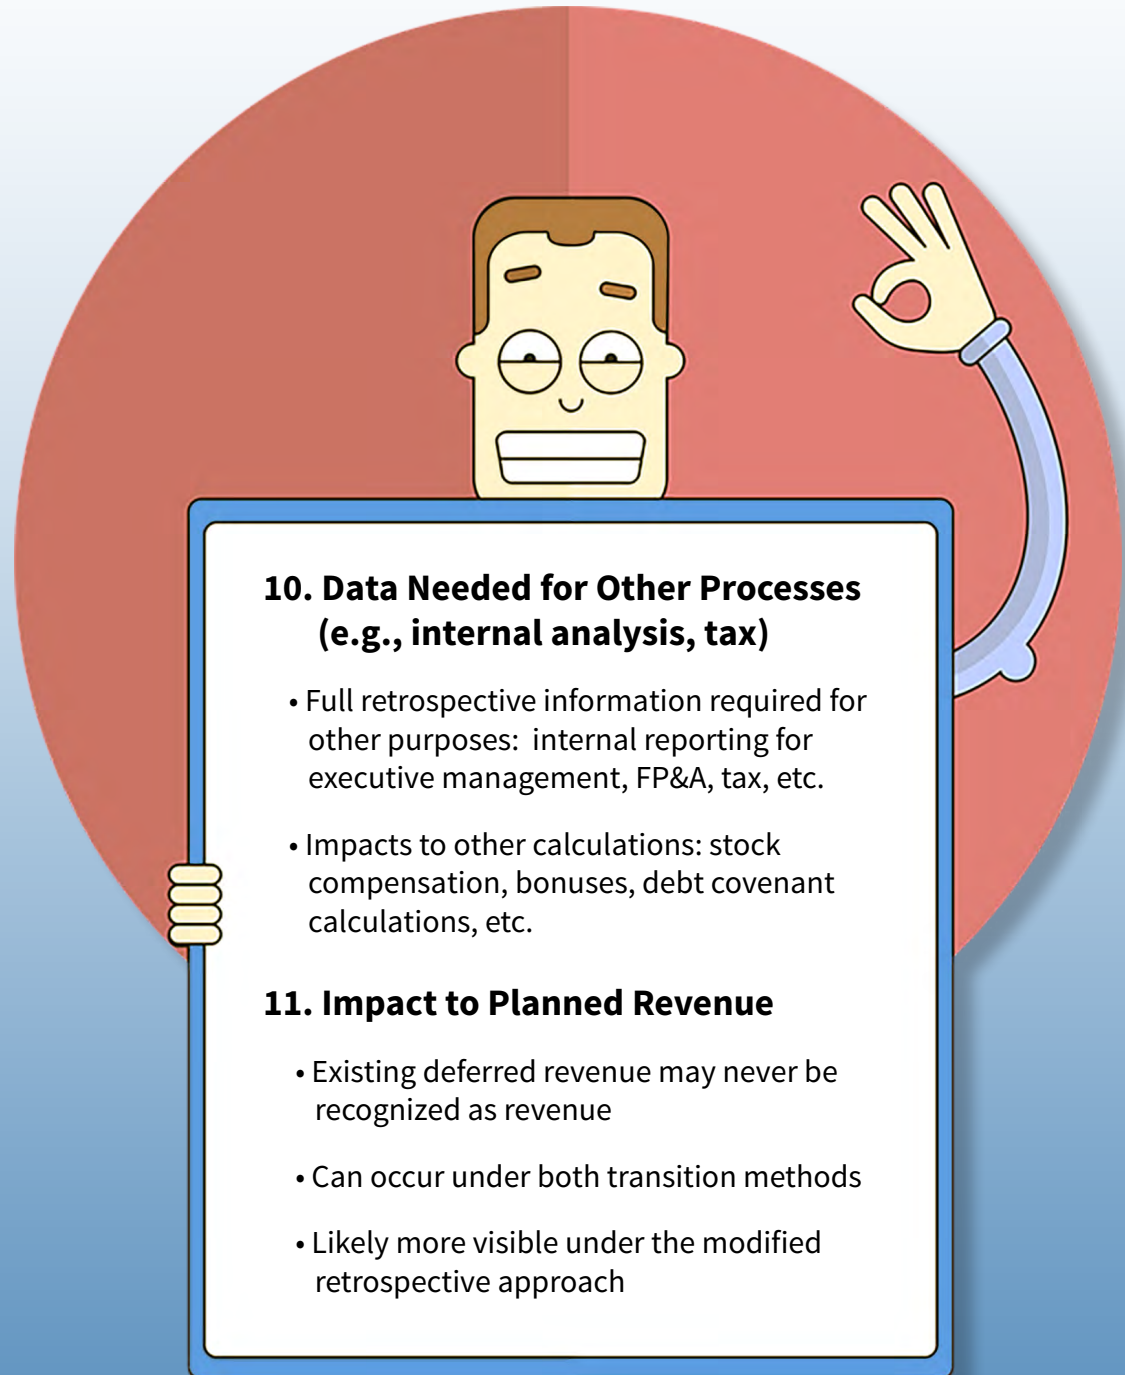 10. Data Needed for Other Processes
(e.g., internal analysis, tax)
• Full retrospective information required for
other purposes:  internal reporting for
executive management, FP&A, tax, etc.
• Impacts to other calculations: stock
compensation, bonuses, debt covenant
calculations, etc.
11. Impact to Planned Revenue
• Existing deferred revenue may never be
recognized as revenue
• Can occur under both transition methods
• Likely more visible under the modified
retrospective approach